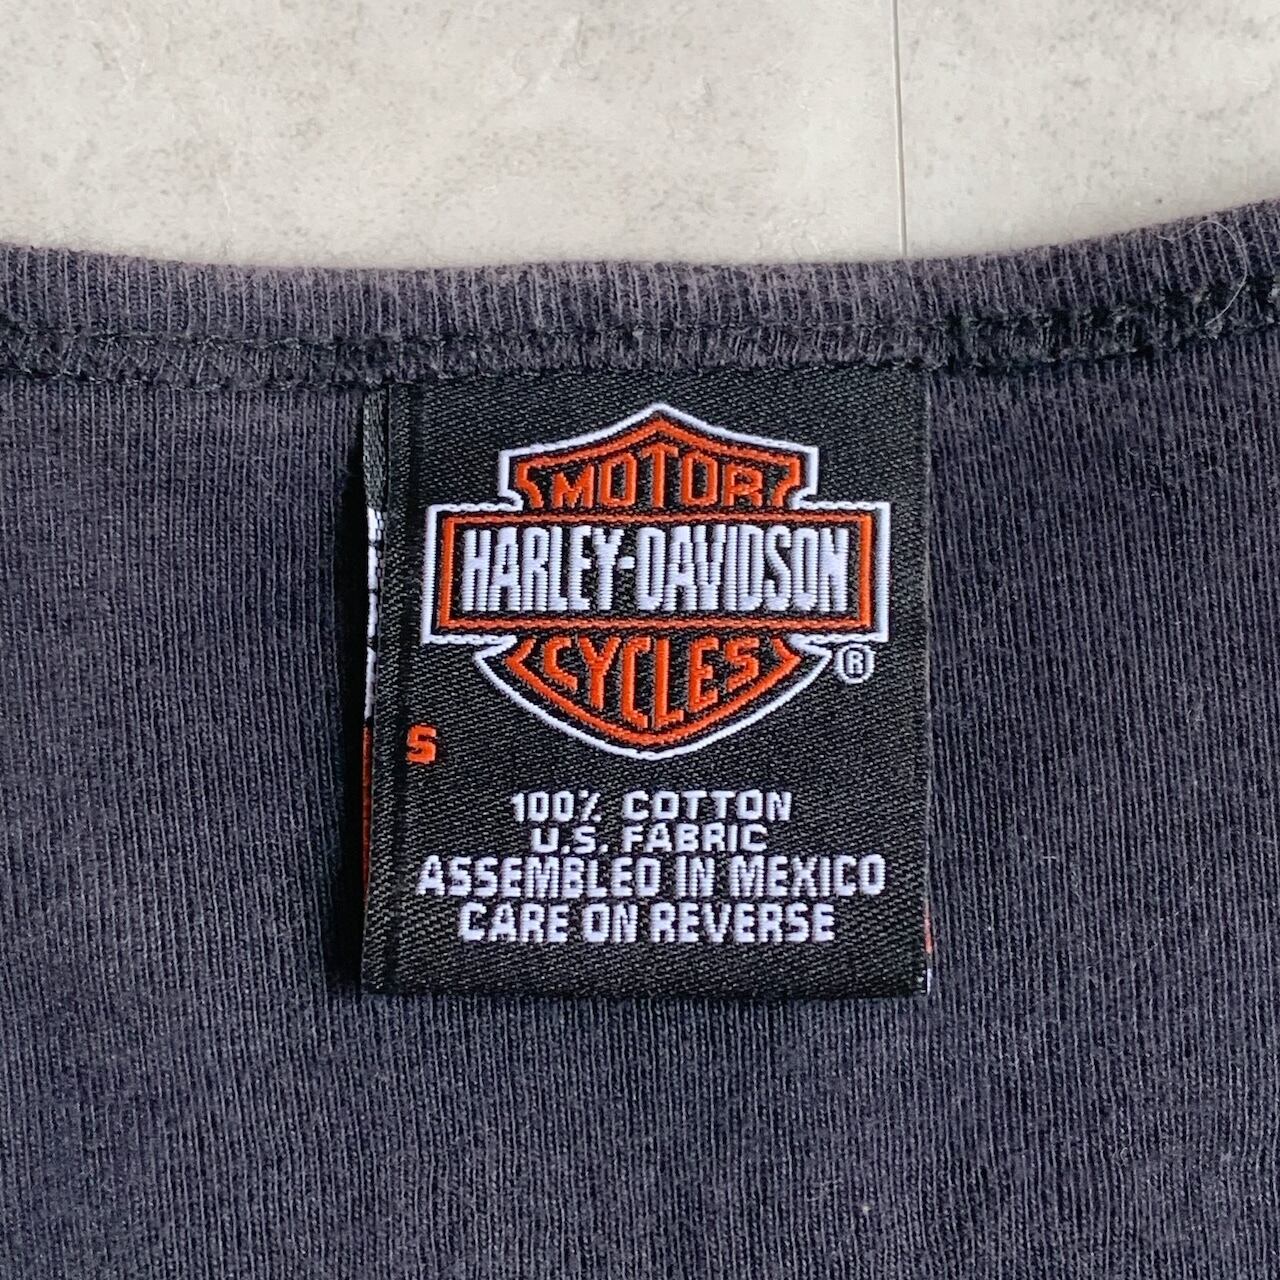 MOTOR
HARLEY-DAVIDSON
CYCLES
®
S
100% COTTON
U.S. FABRIC
ASSEMBLED IN MEXICO
CARE ON REVERSE